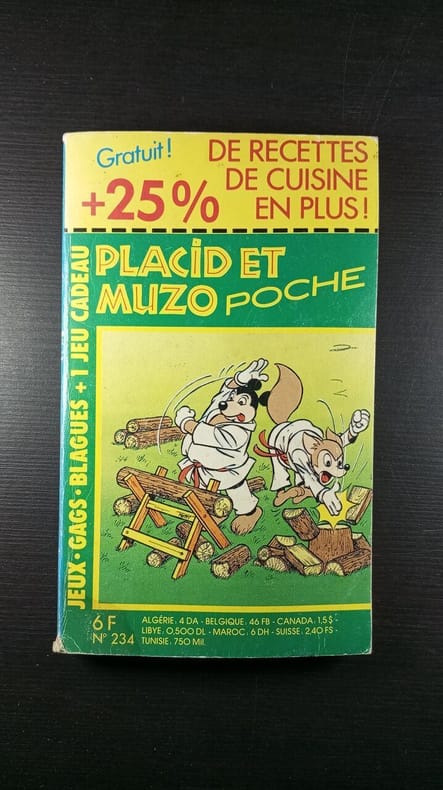 Gratuit!
DE RECETTES
DE CUISINE
+25% EN PLUS!
PLACID ET
MUZO POCHE
JEUX • GAGS • BLAGUES + 1 JEU CADEAU
6 F
N° 234
ALGÉRIE. 4 DA - BELGIQUE. 46 FB - CANADA. 1,5 $ -
LIBYE. 0,500 DL - MAROC. 6 DH - SUISSE. 2,40 FS -
TUNISIE. 750 Mil.